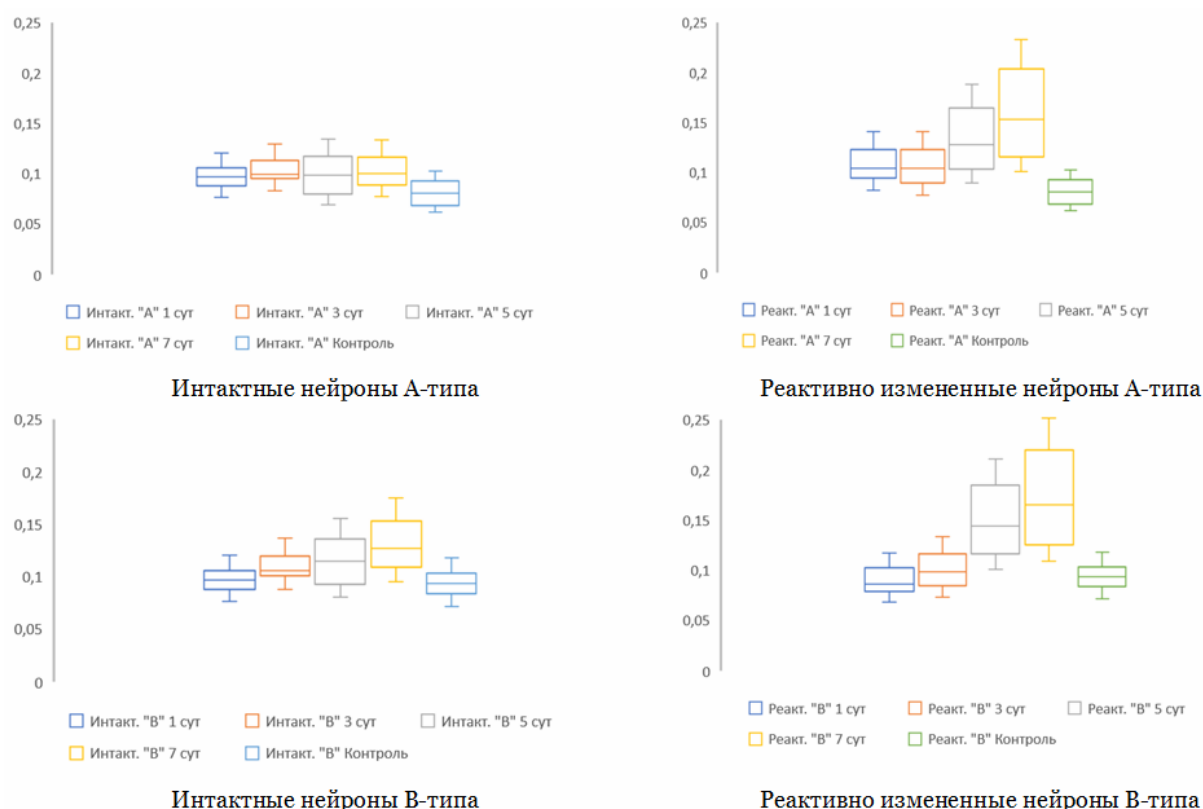 0,25
0,2
0,15
0,1
0,05
0
Интакт. "А" 1 сут
Интакт. "А" 3 сут
Интакт. "А" 5 сут
Интакт. "А" 7 сут
Интакт. "А" Контроль
Интактные нейроны А-типа
0,25
0,2
0,15
0,1
0,05
0
Реакт. "А" 1 сут
Реакт. "А" 3 сут
Реакт. "А" 5 сут
Реакт. "А" 7 сут
Реакт. "А" Контроль
Реактивно измененные нейроны А-типа
0,25
0,2
0,15
0,1
0,05
0
Интакт. "В" 1 сут
Интакт. "В" 3 сут
Интакт. "В" 5 сут
Интакт. "В" 7 сут
Интакт. "В" Контроль
Интактные нейроны В-типа
0,25
0,2
0,15
0,1
0,05
0
Реакт. "В" 1 сут
Реакт. "В" 3 сут
Реакт. "В" 5 сут
Реакт. "В" 7 сут
Реакт. "В" Контроль
Реактивно измененные нейроны В-типа